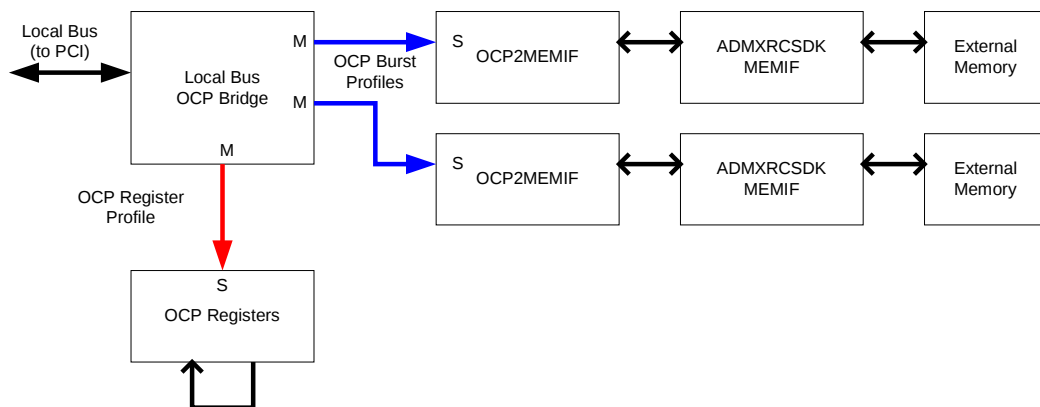 Local Bus
(to PCI)
M
Local Bus
OCP Bridge
M
M
OCP Burst
Profiles
S
OCP2MEMIF
ADMXRCSDK
MEMIF
External
Memory
S
OCP2MEMIF
ADMXRCSDK
MEMIF
External
Memory
OCP Register
Profile
S
OCP Registers